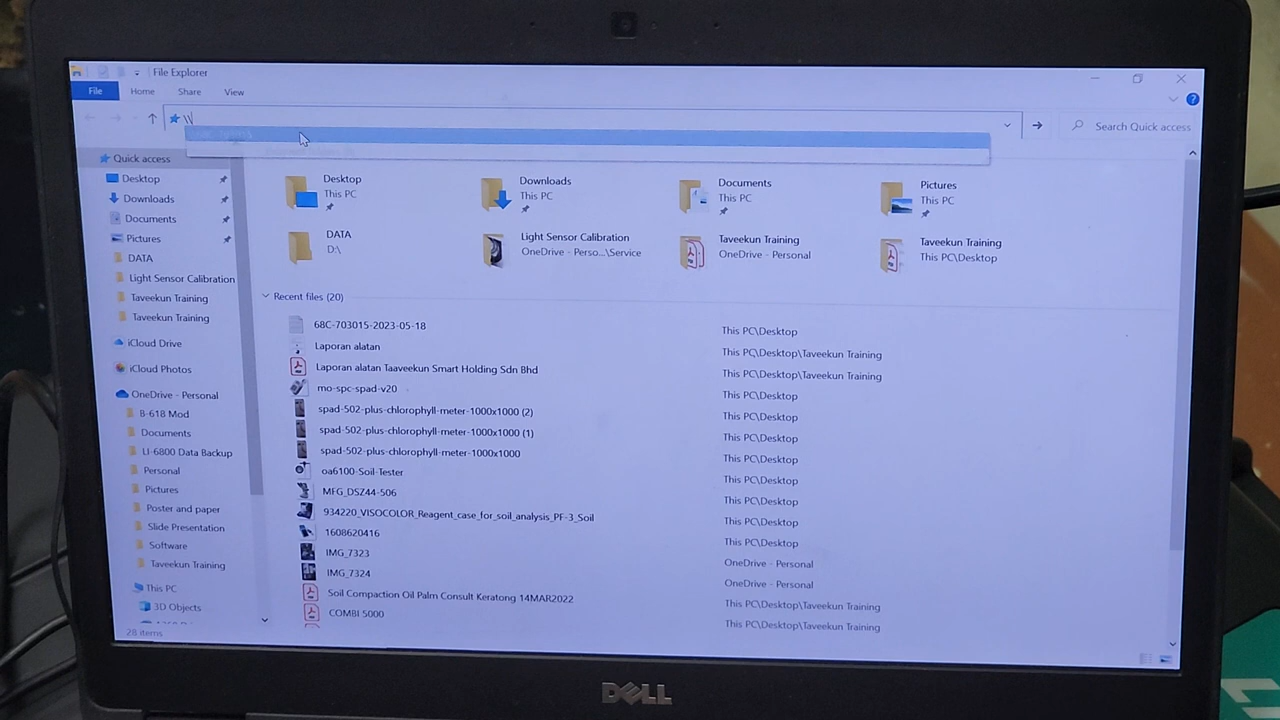 File Explorer
File Home Share View
\\
Search Quick access
Quick access
Desktop
Downloads
Documents
Pictures
DATA
Light Sensor Calibration
Taveekun Training
Taveekun Training
iCloud Drive
iCloud Photos
OneDrive - Personal
B-618 Mod
Documents
LI-6800 Data Backup
Personal
Pictures
Poster and paper
Slide Presentation
Software
Taveekun Training
This PC
3D Objects
28 items
Desktop
This PC
Downloads
This PC
Documents
This PC
Pictures
This PC
DATA
D:\
Light Sensor Calibration
OneDrive - Perso...\Service
Taveekun Training
OneDrive - Personal
Taveekun Training
This PC\Desktop
Recent files (20)
68C-703015-2023-05-18 This PC\Desktop
Laporan alatan This PC\Desktop\Taveekun Training
Laporan alatan Taaveekun Smart Holding Sdn Bhd This PC\Desktop\Taveekun Training
mo-spc-spad-v20 This PC\Desktop
spad-502-plus-chlorophyll-meter-1000x1000 (2) This PC\Desktop
spad-502-plus-chlorophyll-meter-1000x1000 (1) This PC\Desktop
spad-502-plus-chlorophyll-meter-1000x1000 This PC\Desktop
oa6100-Soil-Tester This PC\Desktop
MFG_DSZ44-506 This PC\Desktop
934220_VISOCOLOR_Reagent_case_for_soil_analysis_PF-3_Soil This PC\Desktop
1608620416 This PC\Desktop
IMG_7323 OneDrive - Personal
IMG_7324 OneDrive - Personal
Soil Compaction Oil Palm Consult Keratong 14MAR2022 This PC\Desktop\Taveekun Training
COMBI 5000 This PC\Desktop\Taveekun Training
DELL